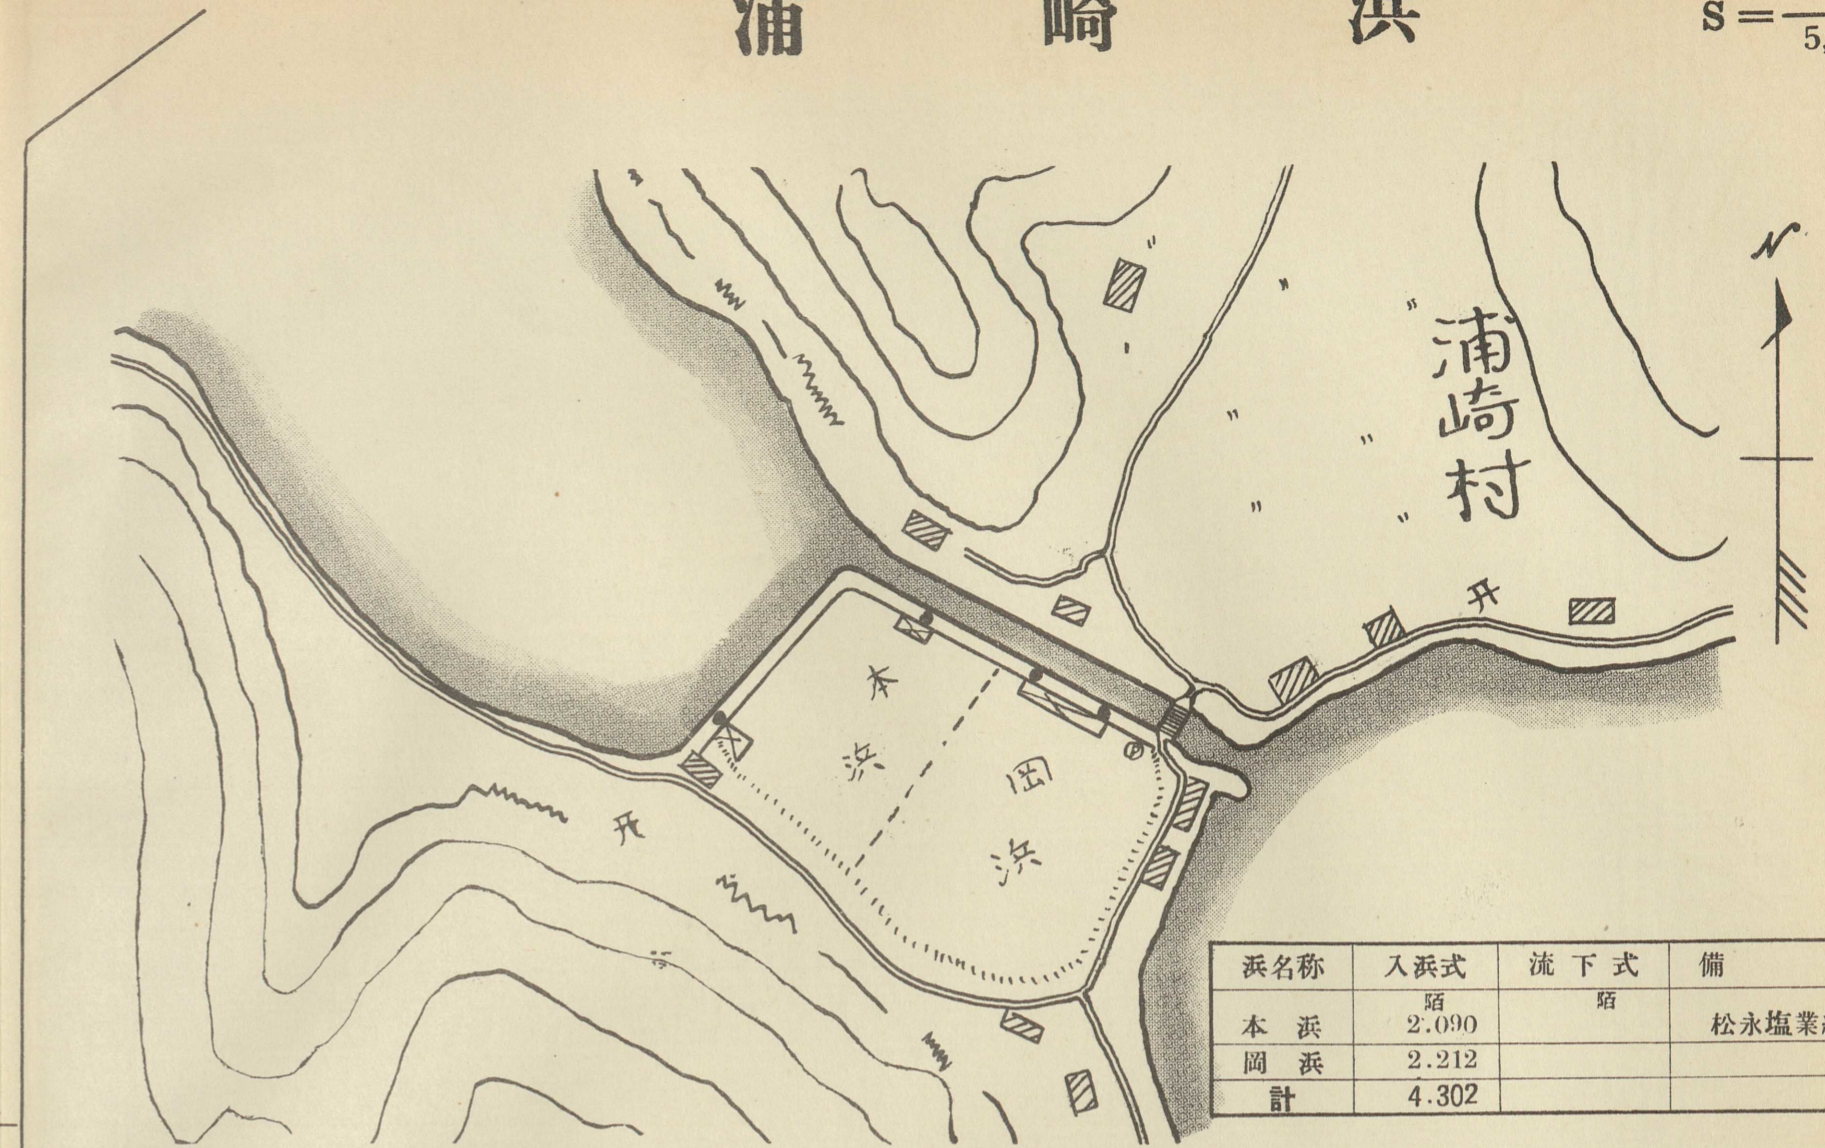 浦崎浜
S=
5,
N
浦崎村
本浜
岡浜
浜名称 入浜式 流下式 備
陌 陌
本浜 2.090 松永塩業
岡浜 2.212
計 4.302